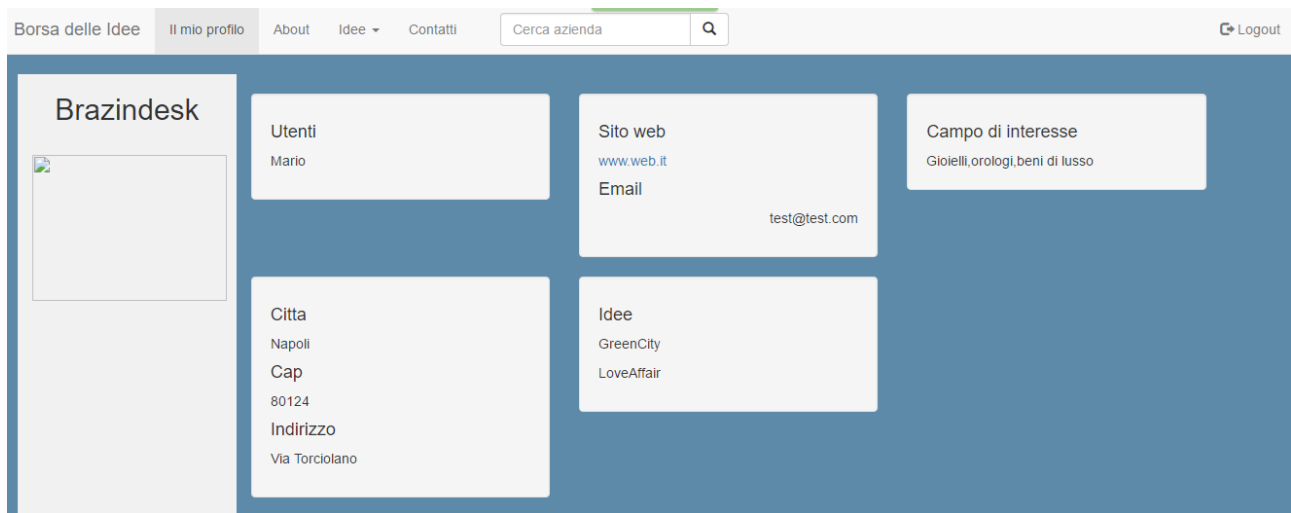 Borsa delle Idee Il mio profilo About Idee Contatti Cerca azienda Logout
Brazindesk
Utenti
Mario
Sito web
www.web.it
Email
test@test.com
Campo di interesse
Gioielli,orologi,beni di lusso
Citta
Napoli
Cap
80124
Indirizzo
Via Torciolano
Idee
GreenCity
LoveAffair